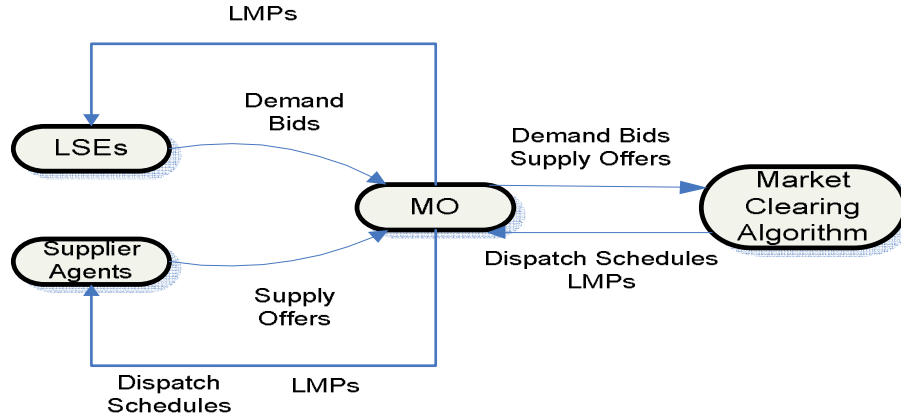 LMPs
Demand
Bids
LSEs
Demand Bids
Supply Offers
MO
Market
Clearing
Algorithm
Supplier
Agents
Dispatch Schedules
LMPs
Supply
Offers
Dispatch
Schedules
LMPs